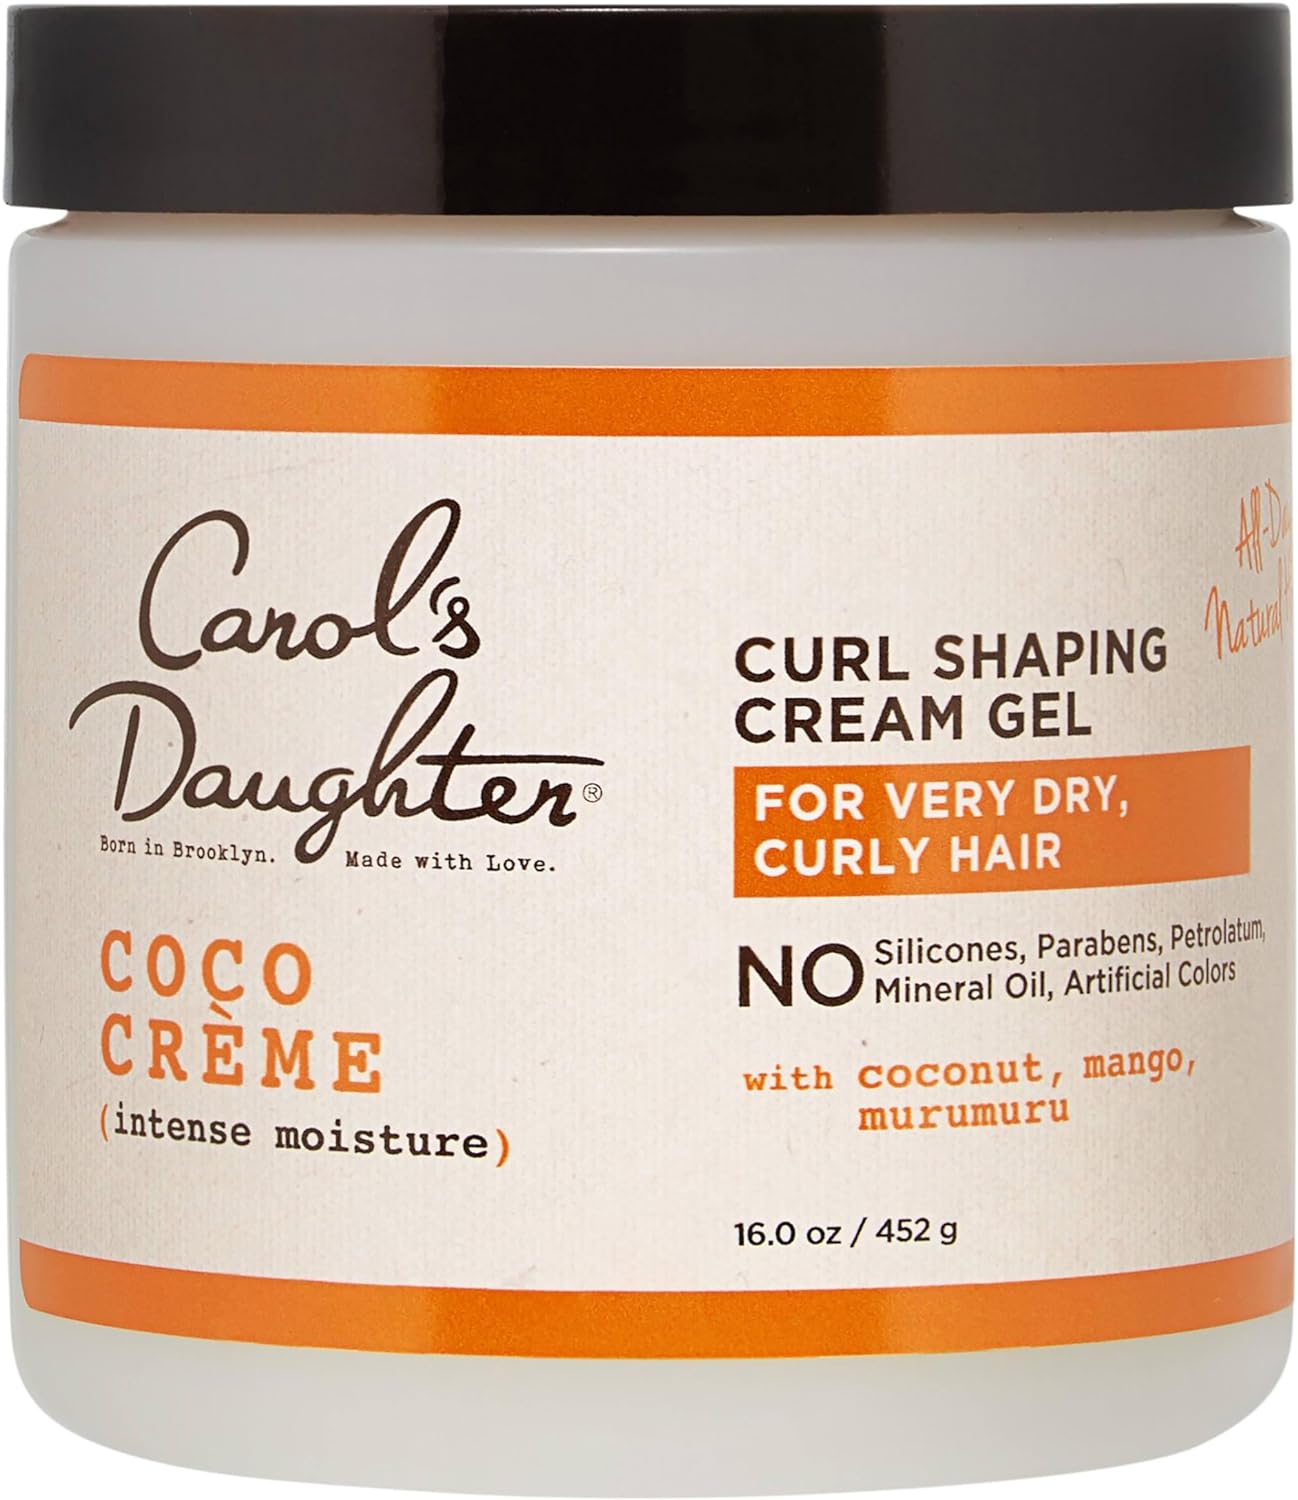 Carol's
Daughter®
Born in Brooklyn. Made with Love.
COCO
CRÈME
(intense moisture)
Natural
CURL SHAPING
CREAM GEL
FOR VERY DRY,
CURLY HAIR
NO Silicones, Parabens, Petrolatum,
Mineral Oil, Artificial Colors
with coconut, mango,
murumuru
16.0 oz / 452 g